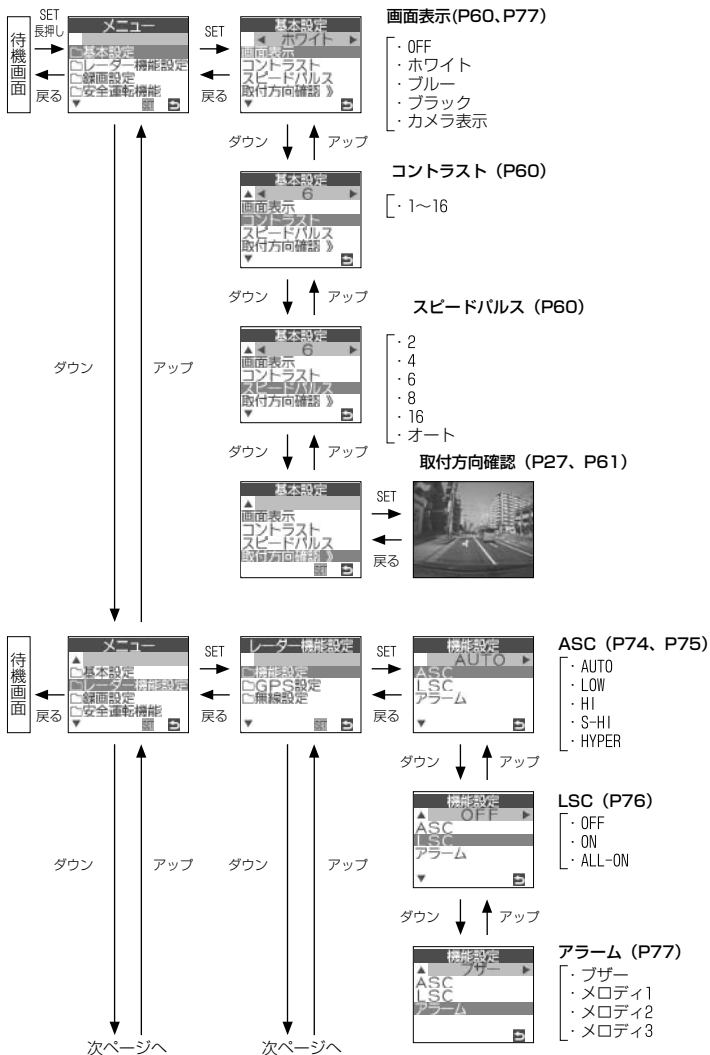 待機画面
SET
長押し
戻る
メニュー
基本設定
レーダー機能設定
録画設定
安全運転機能
▼ SET
SET
戻る
基本設定
◀ ホワイト ▶
画面表示
コントラスト
スピードパルス
取付方向確認 》
▼
画面表示(P60、P77)
・OFF
・ホワイト
・ブルー
・ブラック
・カメラ表示
ダウン アップ
基本設定
▲ ◀ 6 ▶
画面表示
コントラスト
スピードパルス
取付方向確認 》
▼
コントラスト（P60）
・1～16
ダウン アップ
基本設定
▲ ◀ 6 ▶
画面表示
コントラスト
スピードパルス
取付方向確認 》
▼
スピードパルス（P60）
・2
・4
・6
・8
・16
・オート
ダウン アップ
ダウン アップ
基本設定
▲
画面表示
コントラスト
スピードパルス
取付方向確認 》
SET
SET
戻る
取付方向確認（P27、P61）
待機画面
戻る
メニュー
▲
基本設定
レーダー機能設定
録画設定
安全運転機能
▼ SET
SET
戻る
レーダー機能設定
機能設定
GPS設定
無線設定
▼ SET
SET
戻る
機能設定
AUTO ▶
ASC
LSC
アラーム
▼
ASC（P74、P75）
・AUTO
・LOW
・HI
・S-HI
・HYPER
ダウン アップ
機能設定
▲ OFF ▶
ASC
LSC
アラーム
▼
LSC（P76）
・OFF
・ON
・ALL-ON
ダウン アップ
ダウン アップ
ダウン アップ
機能設定
▲ ブザー ▶
ASC
LSC
アラーム
アラーム（P77）
・ブザー
・メロディ1
・メロディ2
・メロディ3
次ページへ
次ページへ